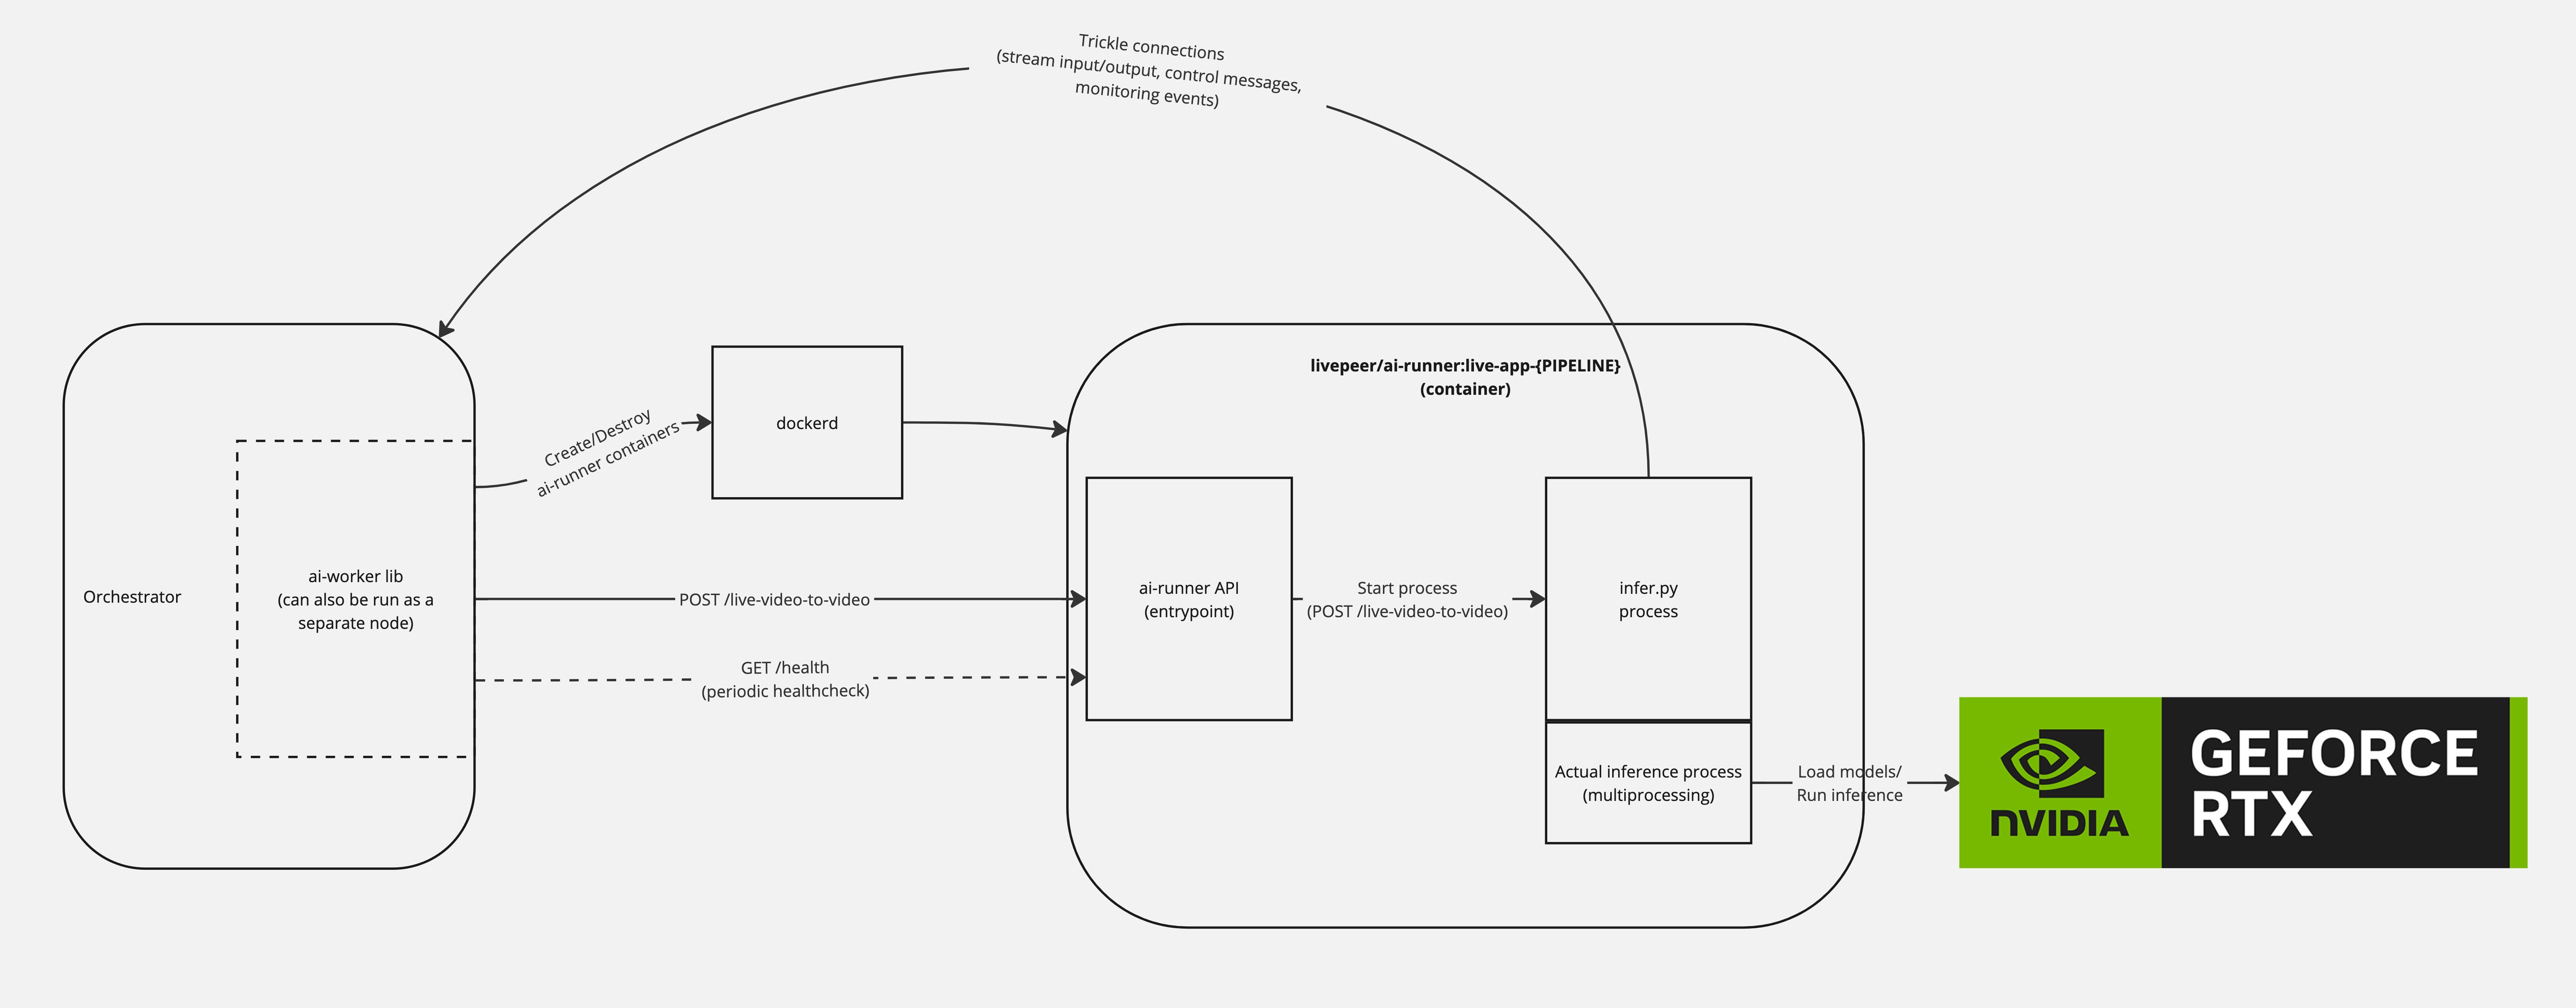 Trickle connections
(stream input/output, control messages,
monitoring events)
livepeer/ai-runner:live-app-{PIPELINE}
(container)
Create/Destroy
ai-runner containers
dockerd
Orchestrator
ai-worker lib
(can also be run as a
separate node)
POST /live-video-to-video
GET /health
(periodic healthcheck)
ai-runner API
(entrypoint)
Start process
(POST /live-video-to-video)
infer.py
process
Actual inference process
(multiprocessing)
Load models/
Run inference
NVIDIA
GEFORCE
RTX